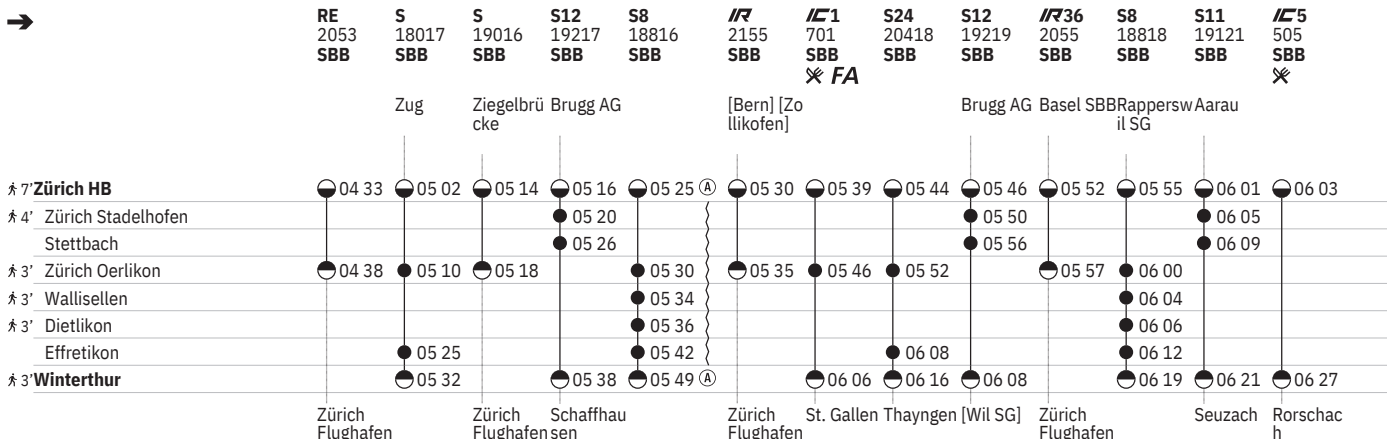 ➔ RE S S S12 S8 IR IC1 S24 S12 IR36 S8 S11 IC5
2053 18017 19016 19217 18816 2155 701 20418 19219 2055 18818 19121 505
SBB SBB SBB SBB SBB SBB SBB SBB SBB SBB SBB SBB SBB
FA
Zug Ziegelbrü Brugg AG [Bern] [Zo Brugg AG Basel SBB Rappersw Aarau
cke llikofen] il SG
7' Zürich HB 04 33 05 02 05 14 05 16 05 25 A 05 30 05 39 05 44 05 46 05 52 05 55 06 01 06 03
4' Zürich Stadelhofen 05 20 05 50 06 05
Stettbach 05 26 05 56 06 09
3' Zürich Oerlikon 04 38 05 10 05 18 05 30 05 35 05 46 05 52 05 57 06 00
3' Wallisellen 05 34 06 04
3' Dietlikon 05 36 06 06
Effretikon 05 25 05 42 06 08 06 12
3' Winterthur 05 32 05 38 05 49 A 06 06 06 16 06 08 06 19 06 21 06 27
Zürich Zürich Schaffhau Zürich St. Gallen Thayngen [Wil SG] Zürich Seuzach Rorschac
Flughafen Flughafen sen Flughafen Flughafen h